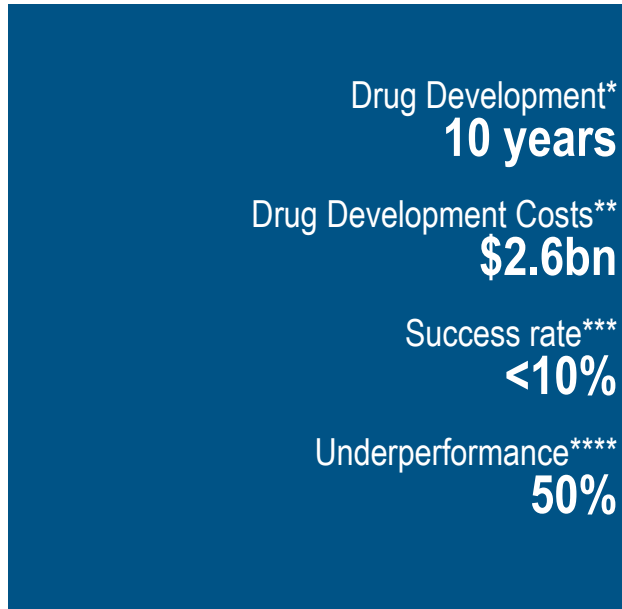 Drug Development*
10 years
Drug Development Costs**
$2.6bn
Success rate***
<10%
Underperformance****
50%